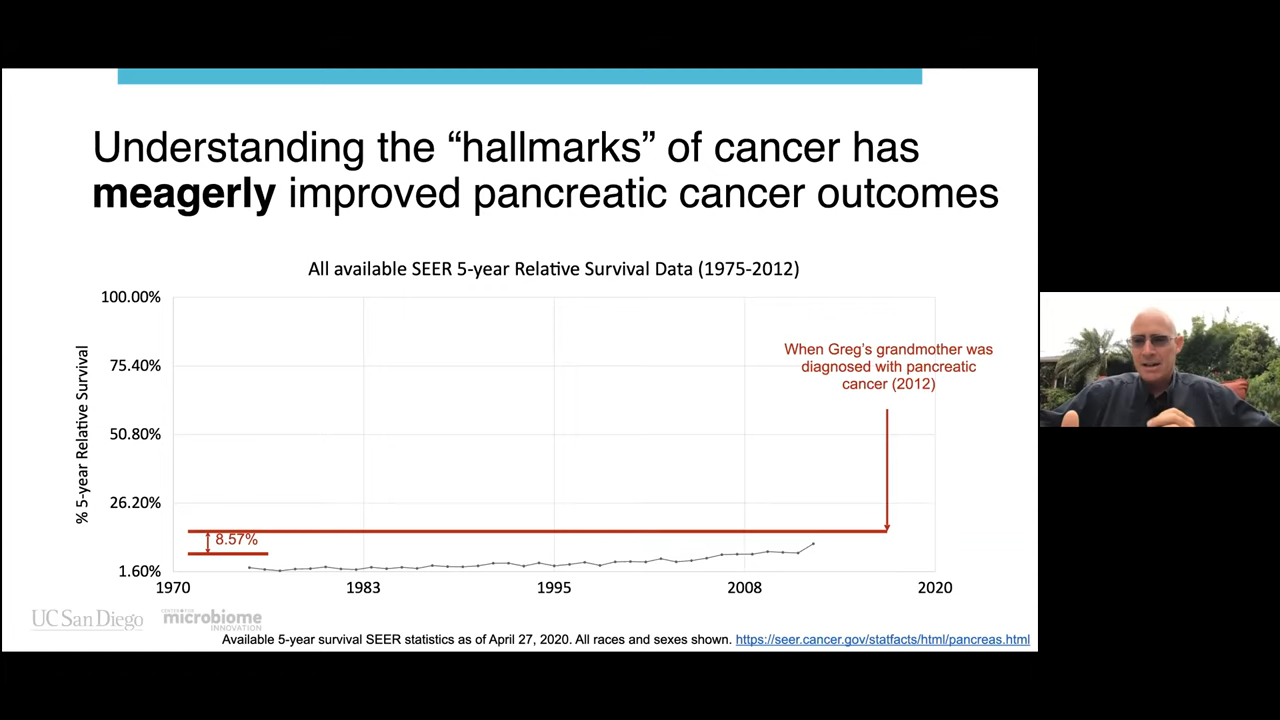 Understanding the “hallmarks” of cancer has
meagerly improved pancreatic cancer outcomes
All available SEER 5-year Relative Survival Data (1975-2012)
% 5-year Relative Survival
100.00%
75.40%
50.80%
26.20%
1.60%
When Greg’s grandmother was
diagnosed with pancreatic
cancer (2012)
8.57%
1970
1983
1995
2008
2020
UC San Diego
CENTER FOR
microbiome
INNOVATION
Available 5-year survival SEER statistics as of April 27, 2020. All races and sexes shown. https://seer.cancer.gov/statfacts/html/pancreas.html